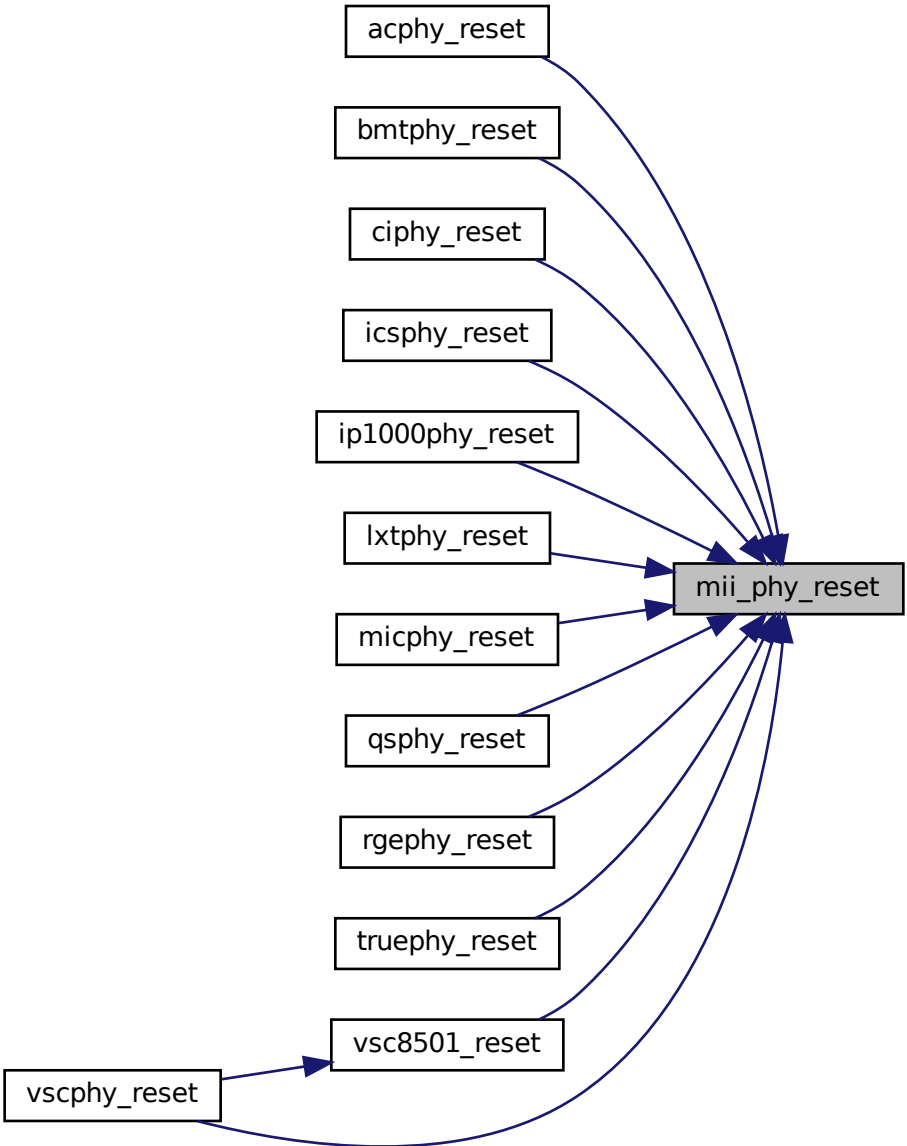 acphy_reset
bmtphy_reset
ciphy_reset
icsphy_reset
ip1000phy_reset
lxtphy_reset
mii_phy_reset
micphy_reset
qsphy_reset
rgephy_reset
truephy_reset
vsc8501_reset
vscphy_reset